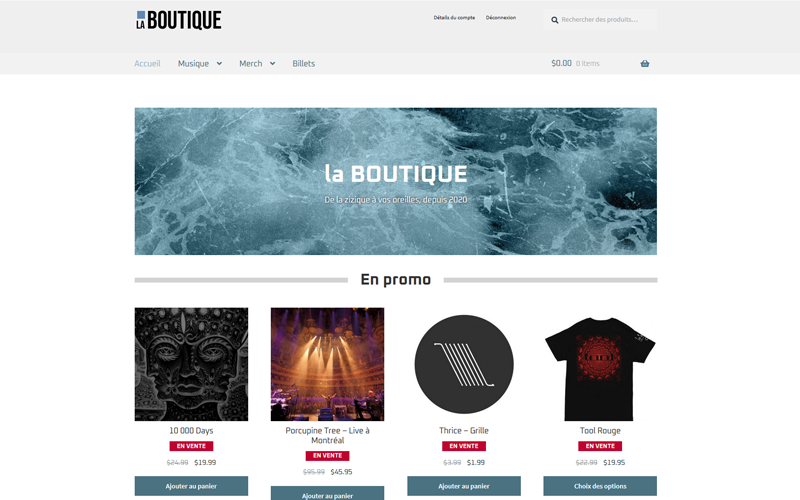 LA BOUTIQUE
Détails du compte
Déconnexion
Rechercher des produits…
Accueil
Musique
Merch
Billets
$0.00 0 items
la BOUTIQUE
De la zizique à vos oreilles, depuis 2020
En promo
10 000 Days
EN VENTE
$24.99 $19.99
Ajouter au panier
Porcupine Tree – Live à
Montréal
EN VENTE
$95.99 $45.95
Ajouter au panier
Thrice – Grille
EN VENTE
$3.99 $1.99
Ajouter au panier
Tool Rouge
EN VENTE
$22.99 $19.95
Choix des options